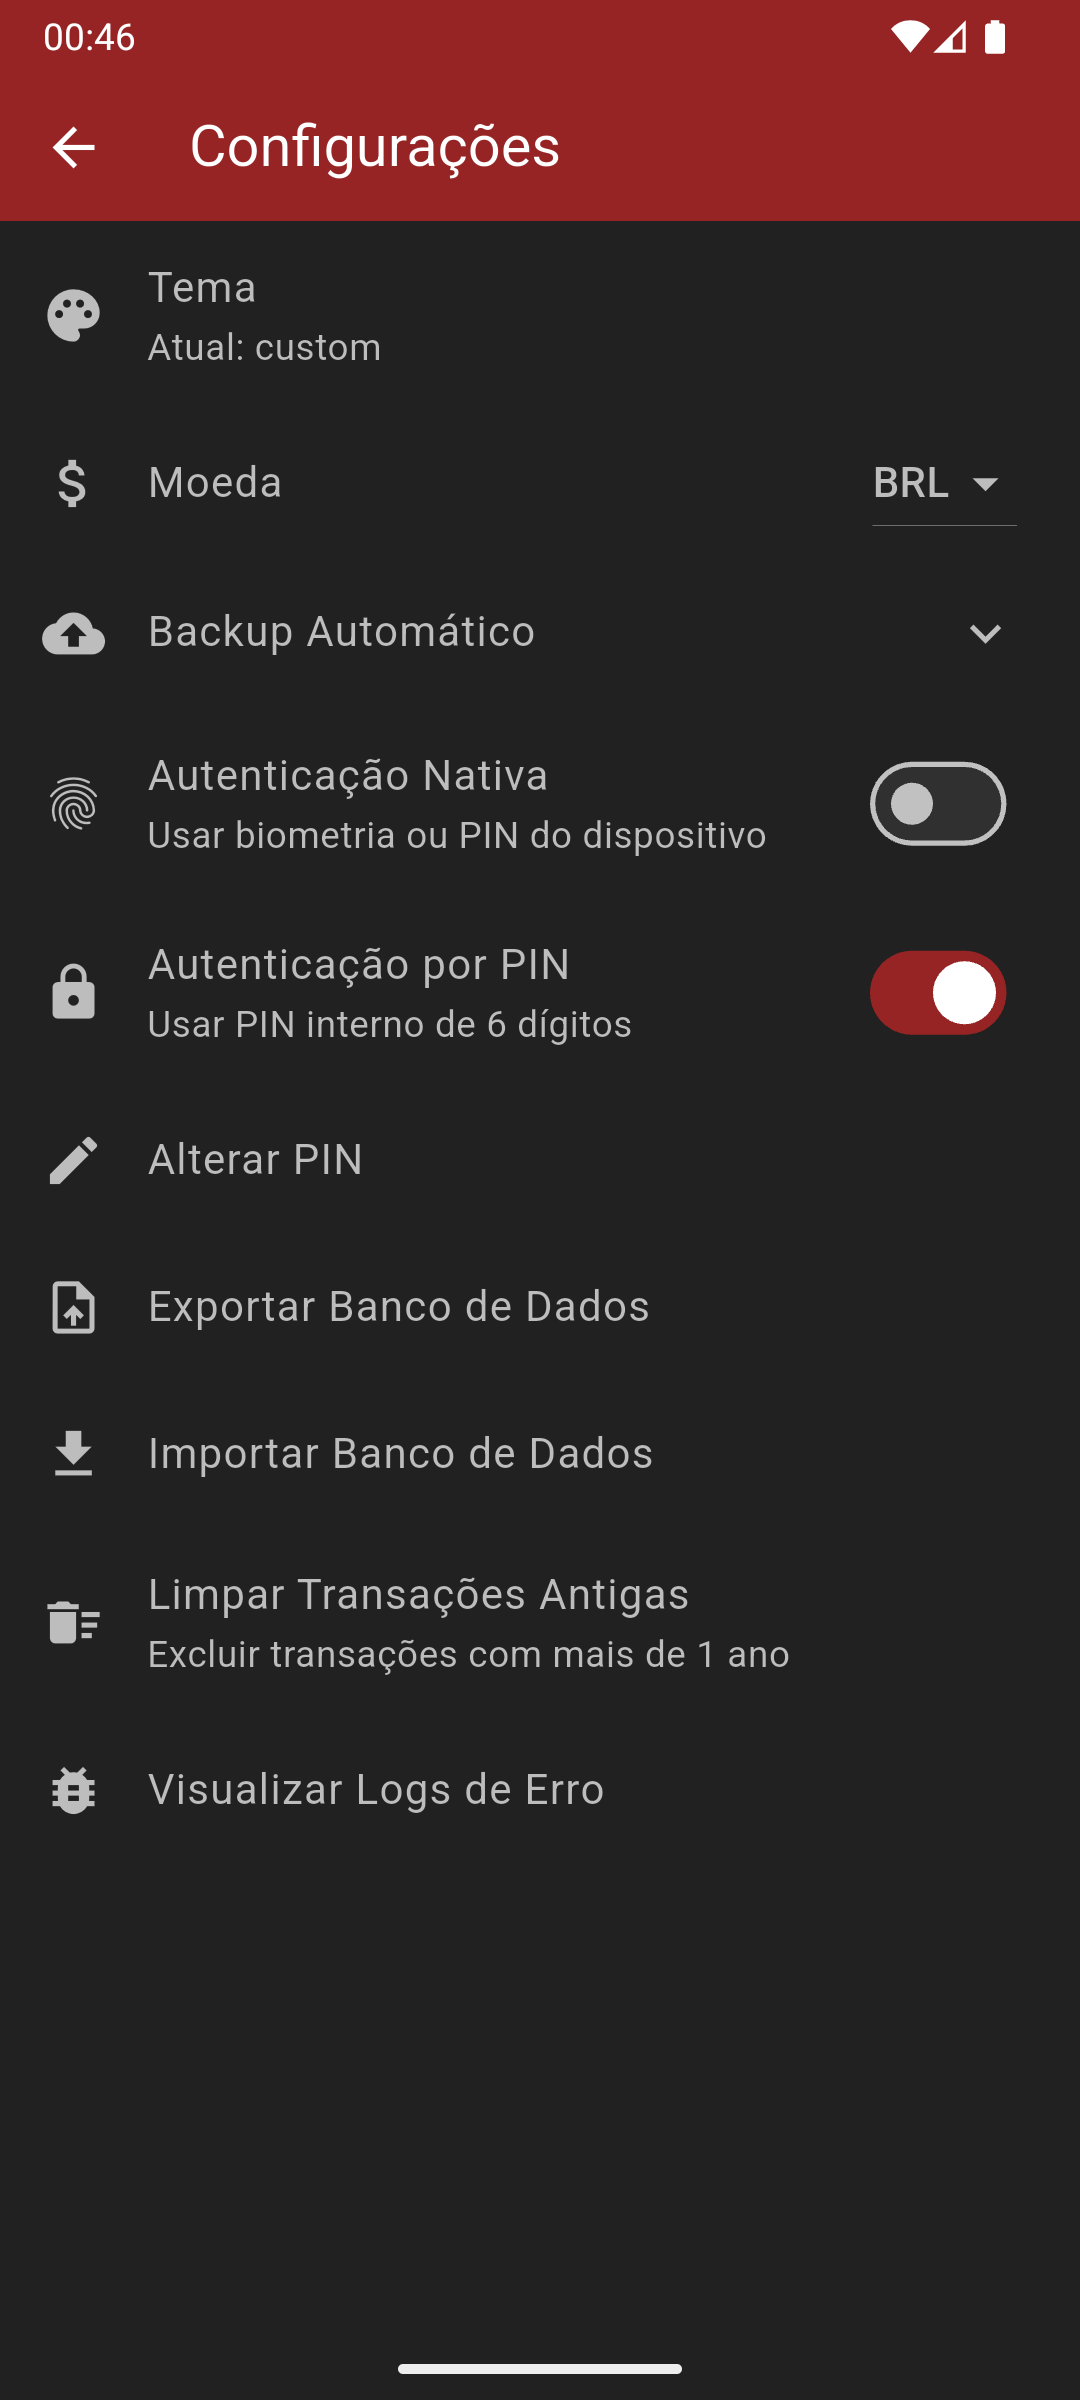 00:46
Configurações
Tema
Atual: custom
Moeda
BRL
Backup Automático
Autenticação Nativa
Usar biometria ou PIN do dispositivo
Autenticação por PIN
Usar PIN interno de 6 dígitos
Alterar PIN
Exportar Banco de Dados
Importar Banco de Dados
Limpar Transações Antigas
Excluir transações com mais de 1 ano
Visualizar Logs de Erro